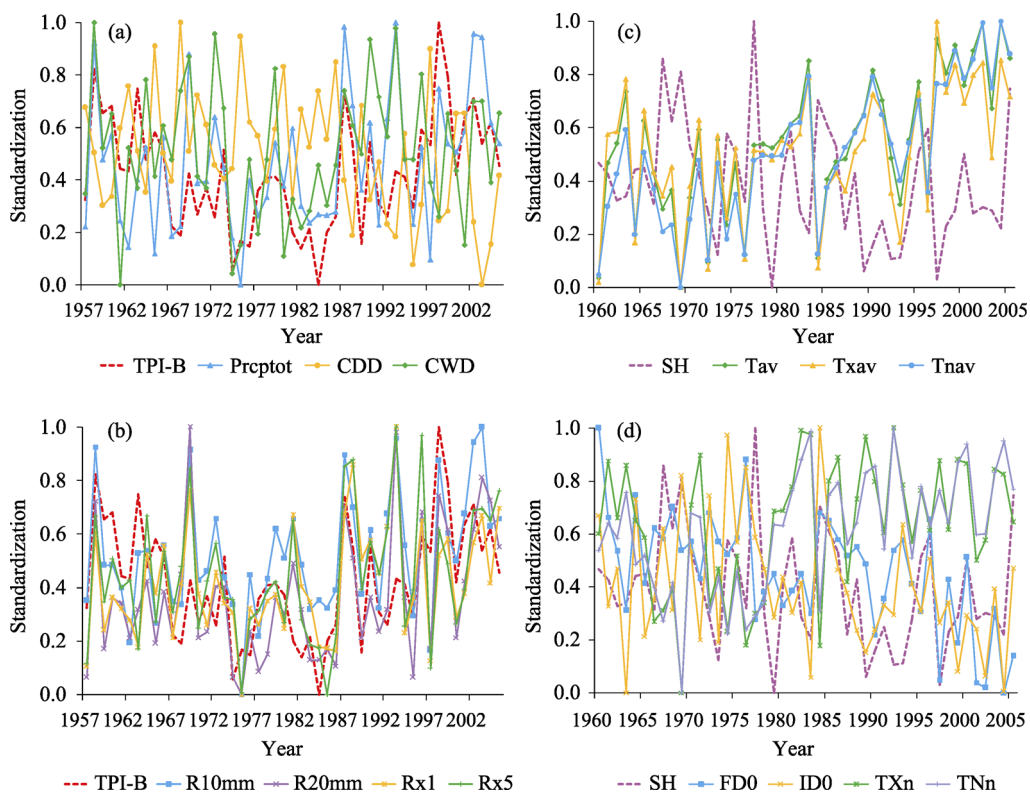 (a)
Standardization
1.0
0.8
0.6
0.4
0.2
0.0
1957 1962 1967 1972 1977 1982 1987 1992 1997 2002
Year
TPI-B Prcptot CDD CWD
(c)
Standardization
1.0
0.8
0.6
0.4
0.2
0.0
1960 1965 1970 1975 1980 1985 1990 1995 2000 2005
Year
SH Tav Txav Tnav
(b)
Standardization
1.0
0.8
0.6
0.4
0.2
0.0
1957 1962 1967 1972 1977 1982 1987 1992 1997 2002
Year
TPI-B R10mm R20mm Rx1 Rx5
(d)
Standardization
1.0
0.8
0.6
0.4
0.2
0.0
1960 1965 1970 1975 1980 1985 1990 1995 2000 2005
Year
SH FD0 ID0 TXn TNn